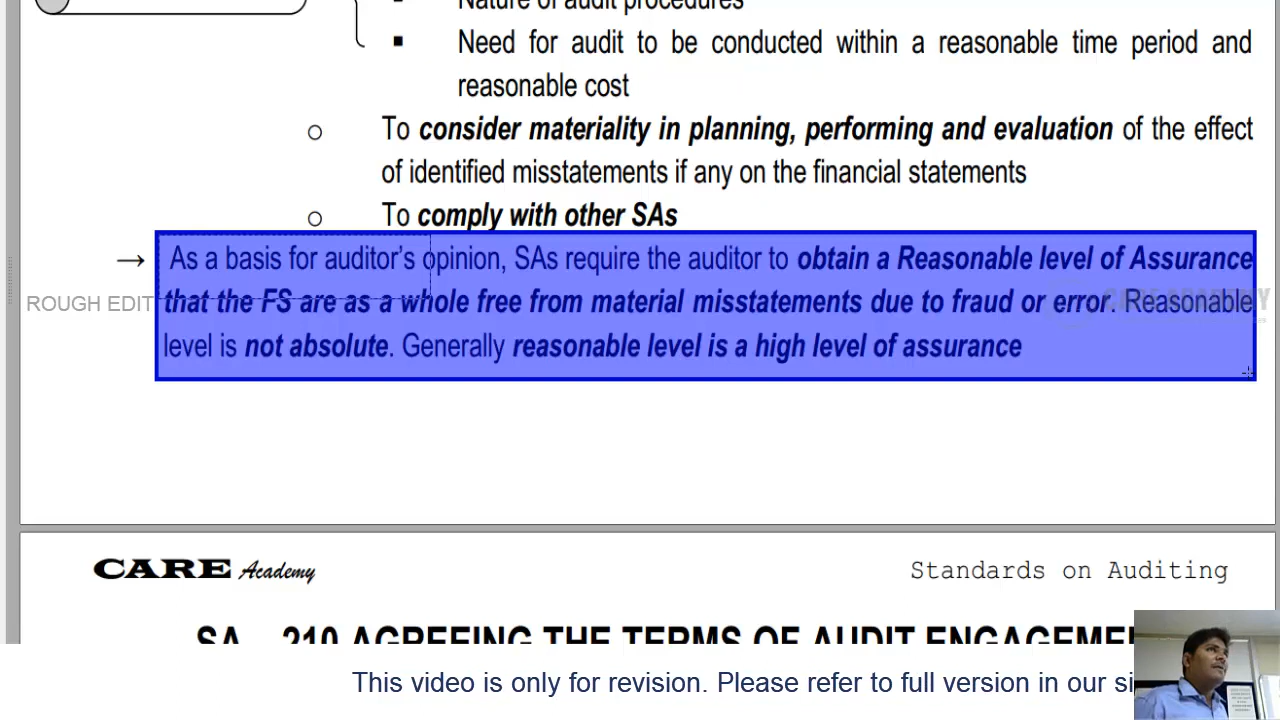 Nature of audit procedures
▪ Need for audit to be conducted within a reasonable time period and
reasonable cost
o To consider materiality in planning, performing and evaluation of the effect
of identified misstatements if any on the financial statements
o To comply with other SAs
→ As a basis for auditor’s opinion, SAs require the auditor to obtain a Reasonable level of Assurance
ROUGH EDIT that the FS are as a whole free from material misstatements due to fraud or error. Reasonable
CARE ACADEMY
level is not absolute. Generally reasonable level is a high level of assurance
CARE Academy Standards on Auditing
SA 210 AGREEING THE TERMS OF AUDIT
This video is only for revision. Please refer to full version in our